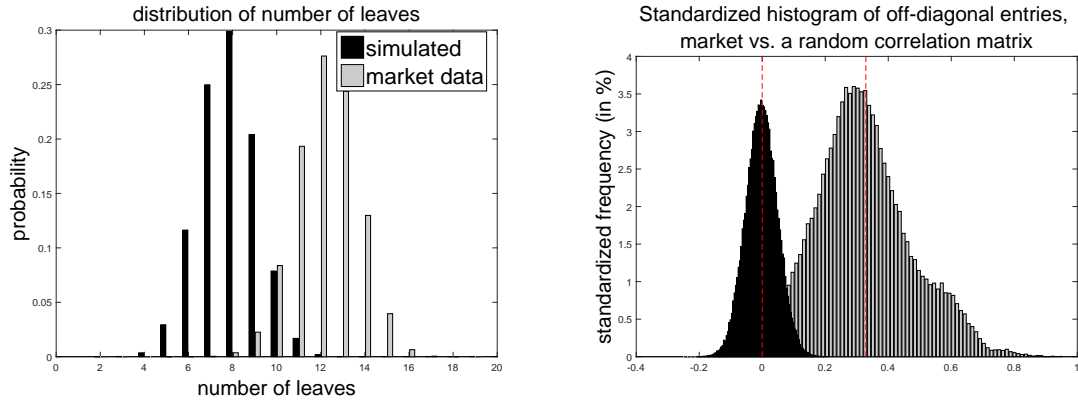 distribution of number of leaves
0.3
0.25
0.2
0.15
0.1
0.05
0
probability
simulated
market data
0 2 4 6 8 10 12 14 16 18 20
number of leaves
Standardized histogram of off-diagonal entries,
market vs. a random correlation matrix
4
3.5
3
2.5
2
1.5
1
0.5
0
standardized frequency (in %)
-0.4 -0.2 0 0.2 0.4 0.6 0.8 1